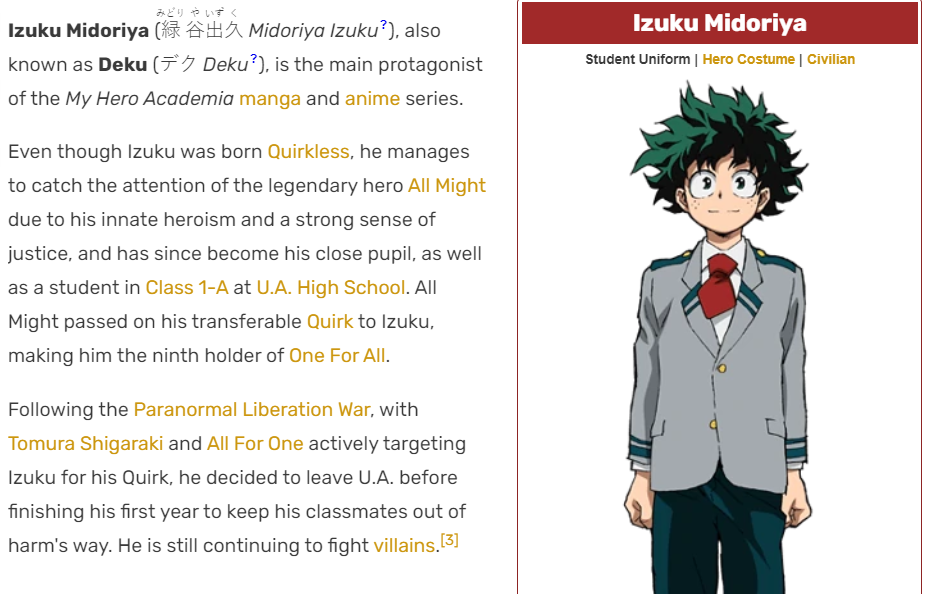 みどり や いず く
Izuku Midoriya (緑 谷出久 Midoriya Izuku?), also
known as Deku (デク Deku?), is the main protagonist
of the My Hero Academia manga and anime series.
Even though Izuku was born Quirkless, he manages
to catch the attention of the legendary hero All Might
due to his innate heroism and a strong sense of
justice, and has since become his close pupil, as well
as a student in Class 1-A at U.A. High School. All
Might passed on his transferable Quirk to Izuku,
making him the ninth holder of One For All.
Following the Paranormal Liberation War, with
Tomura Shigaraki and All For One actively targeting
Izuku for his Quirk, he decided to leave U.A. before
finishing his first year to keep his classmates out of
harm's way. He is still continuing to fight villains.[3]
Izuku Midoriya
Student Uniform | Hero Costume | Civilian